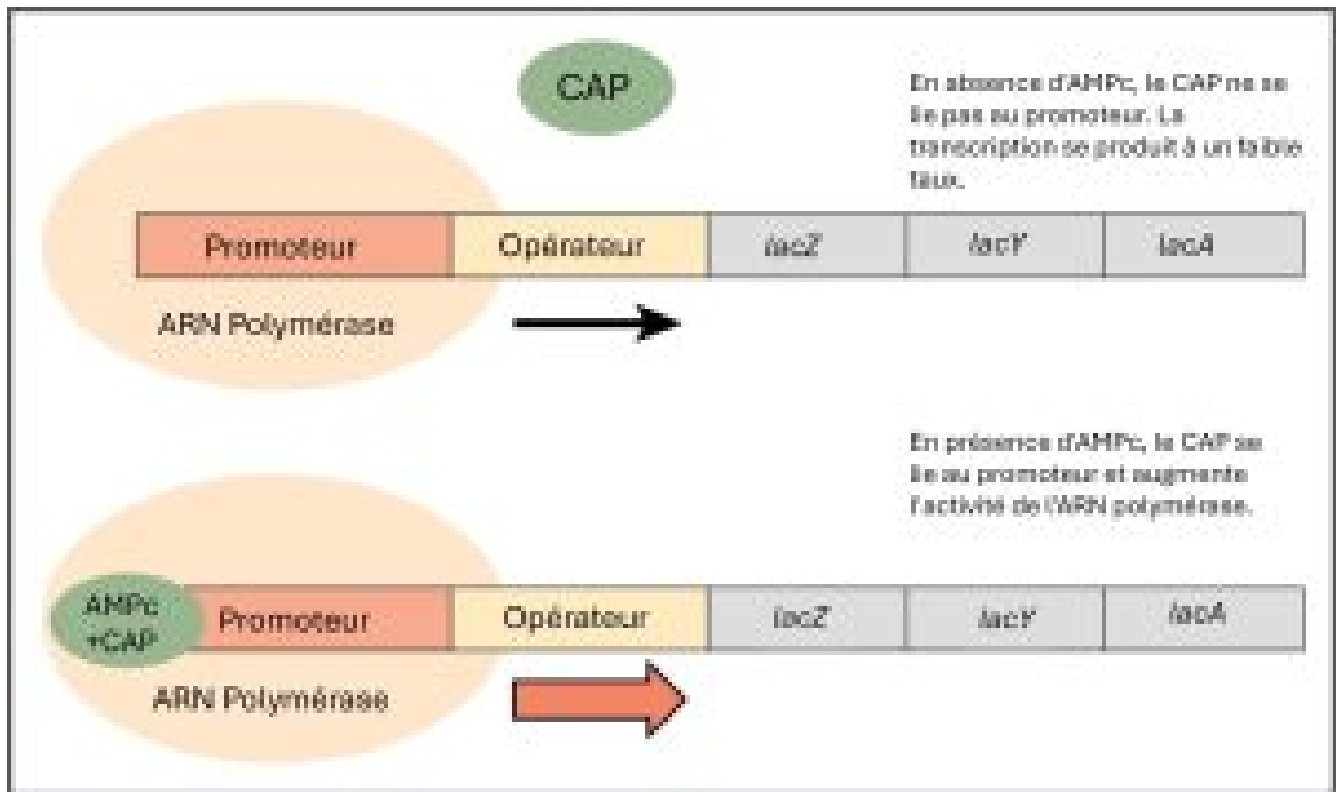 CAP
En absence d'AMPc, le CAP ne se
lie pas au promoteur. La
transcription se produit à un faible
taux.
Promoteur
Opérateur
lacZ
lacY
lacA
ARN Polymérase
En présence d'AMPc, le CAP se
lie au promoteur et augmente
l'activité de l'ARN polymérase.
AMPc
+CAP
Promoteur
Opérateur
lacZ
lacY
lacA
ARN Polymérase